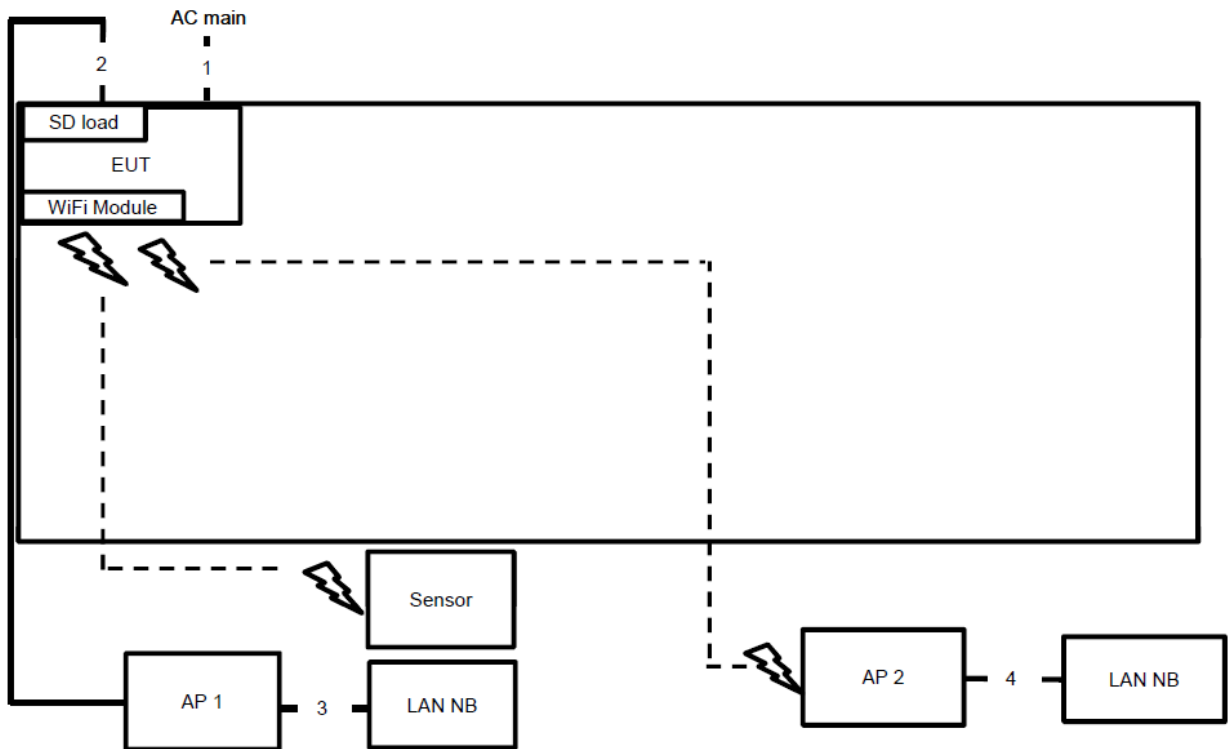 AC main
2
1
SD load
EUT
WiFi Module
Sensor
AP 1
3
LAN NB
AP 2
4
LAN NB